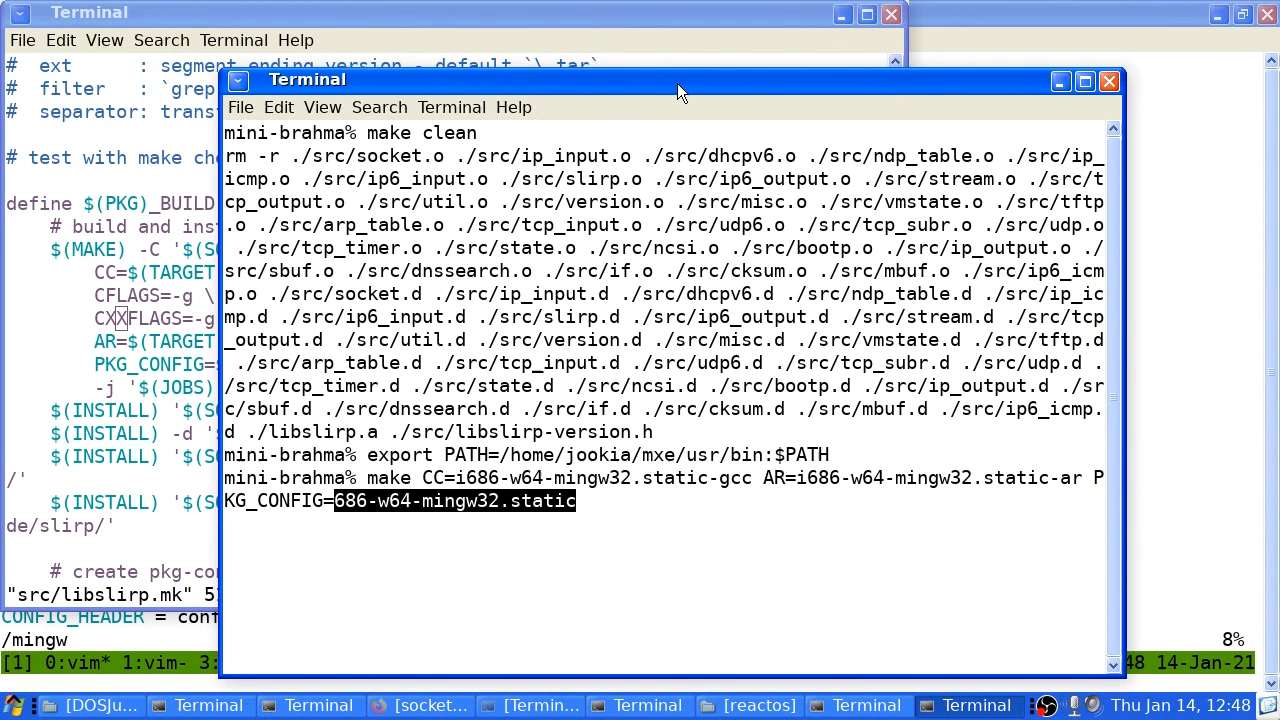 Terminal
File Edit View Search Terminal Help
#  ext      : segment ending version - default `\.tar`
#  filter   : `grep
#  separator: trans
# test with make che
define $(PKG)_BUILD
# build and inst
$(MAKE) -C '$(SO
CC=$(TARGET
CFLAGS=-g \
CXXFLAGS=-g
AR=$(TARGET
PKG_CONFIG=
-j '$(JOBS)
$(INSTALL) '$(SO
$(INSTALL) -d '
$(INSTALL) '$(SO
/'
$(INSTALL) '$(SO
de/slirp/'
# create pkg-con
"src/libslirp.mk" 5
CONFIG_HEADER = conf
/mingw
8%
[1] 0:vim* 1:vim- 3:
48 14-Jan-21
Terminal
File Edit View Search Terminal Help
mini-brahma% make clean
rm -r ./src/socket.o ./src/ip_input.o ./src/dhcpv6.o ./src/ndp_table.o ./src/ip_
icmp.o ./src/ip6_input.o ./src/slirp.o ./src/ip6_output.o ./src/stream.o ./src/t
cp_output.o ./src/util.o ./src/version.o ./src/misc.o ./src/vmstate.o ./src/tftp
.o ./src/arp_table.o ./src/tcp_input.o ./src/udp6.o ./src/tcp_subr.o ./src/udp.o
./src/tcp_timer.o ./src/state.o ./src/ncsi.o ./src/bootp.o ./src/ip_output.o ./
src/sbuf.o ./src/dnssearch.o ./src/if.o ./src/cksum.o ./src/mbuf.o ./src/ip6_icm
p.o ./src/socket.d ./src/ip_input.d ./src/dhcpv6.d ./src/ndp_table.d ./src/ip_ic
mp.d ./src/ip6_input.d ./src/slirp.d ./src/ip6_output.d ./src/stream.d ./src/tcp
_output.d ./src/util.d ./src/version.d ./src/misc.d ./src/vmstate.d ./src/tftp.d
./src/arp_table.d ./src/tcp_input.d ./src/udp6.d ./src/tcp_subr.d ./src/udp.d .
/src/tcp_timer.d ./src/state.d ./src/ncsi.d ./src/bootp.d ./src/ip_output.d ./sr
c/sbuf.d ./src/dnssearch.d ./src/if.d ./src/cksum.d ./src/mbuf.d ./src/ip6_icmp.
d ./libslirp.a ./src/libslirp-version.h
mini-brahma% export PATH=/home/jookia/mxe/usr/bin:$PATH
mini-brahma% make CC=i686-w64-mingw32.static-gcc AR=i686-w64-mingw32.static-ar P
KG_CONFIG=686-w64-mingw32.static
[DOSJu... Terminal Terminal [socket... [Termin... Terminal [reactos] Terminal Terminal Thu Jan 14, 12:48